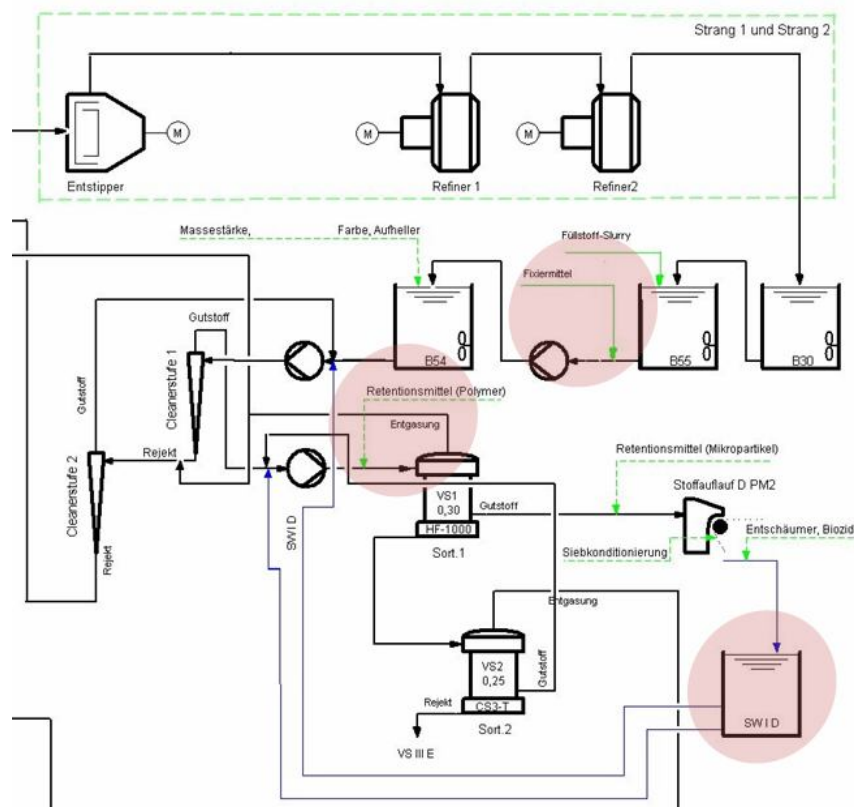 Strang 1 und Strang 2
M
M
M
Entstipper
Refiner 1
Refiner2
Massestärke,
Farbe, Aufheller
Füllstoff-Slurry
Fixiermittel
Gutstoff
B54
B55
B30
Cleanerstufe 1
Gutstoff
Retentionsmittel (Polymer)
Entgasung
Rejekt
Cleanerstufe 2
Retentionsmittel (Mikropartikel)
VS1
0,30
HF-1000
Sort.1
Gutstoff
Stoffauflauf D PM2
SW I D
Entschäumer, Biozid
Siebkonditionierung
Rejekt
Entgasung
VS2
0,25
CS3-T
Sort.2
Gutstoff
Rejekt
VS III E
SW I D